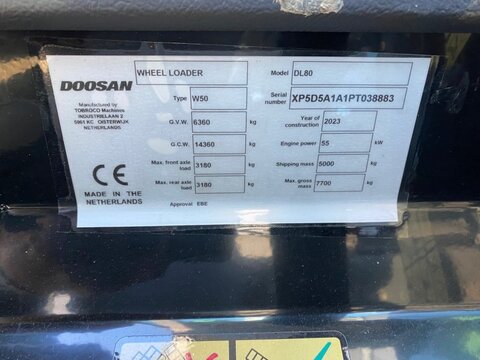 DOOSAN
WHEEL LOADER
Model DL80
Manufactured by
TOBROCO Machines
INDUSTRIELAAN 2
5061 KC OISTERWIJK
NETHERLANDS
Type W50
Serial number XP5D5A1A1PT038883
G.V.W. 6360 kg
Year of construction 2023
G.C.W. 14360 kg
Engine power 55 kW
Max. front axle load 3180 kg
Shipping mass 5000 kg
Max. rear axle load 3180 kg
Max. gross mass 7700 kg
CE
MADE IN THE
NETHERLANDS
Approval EBE